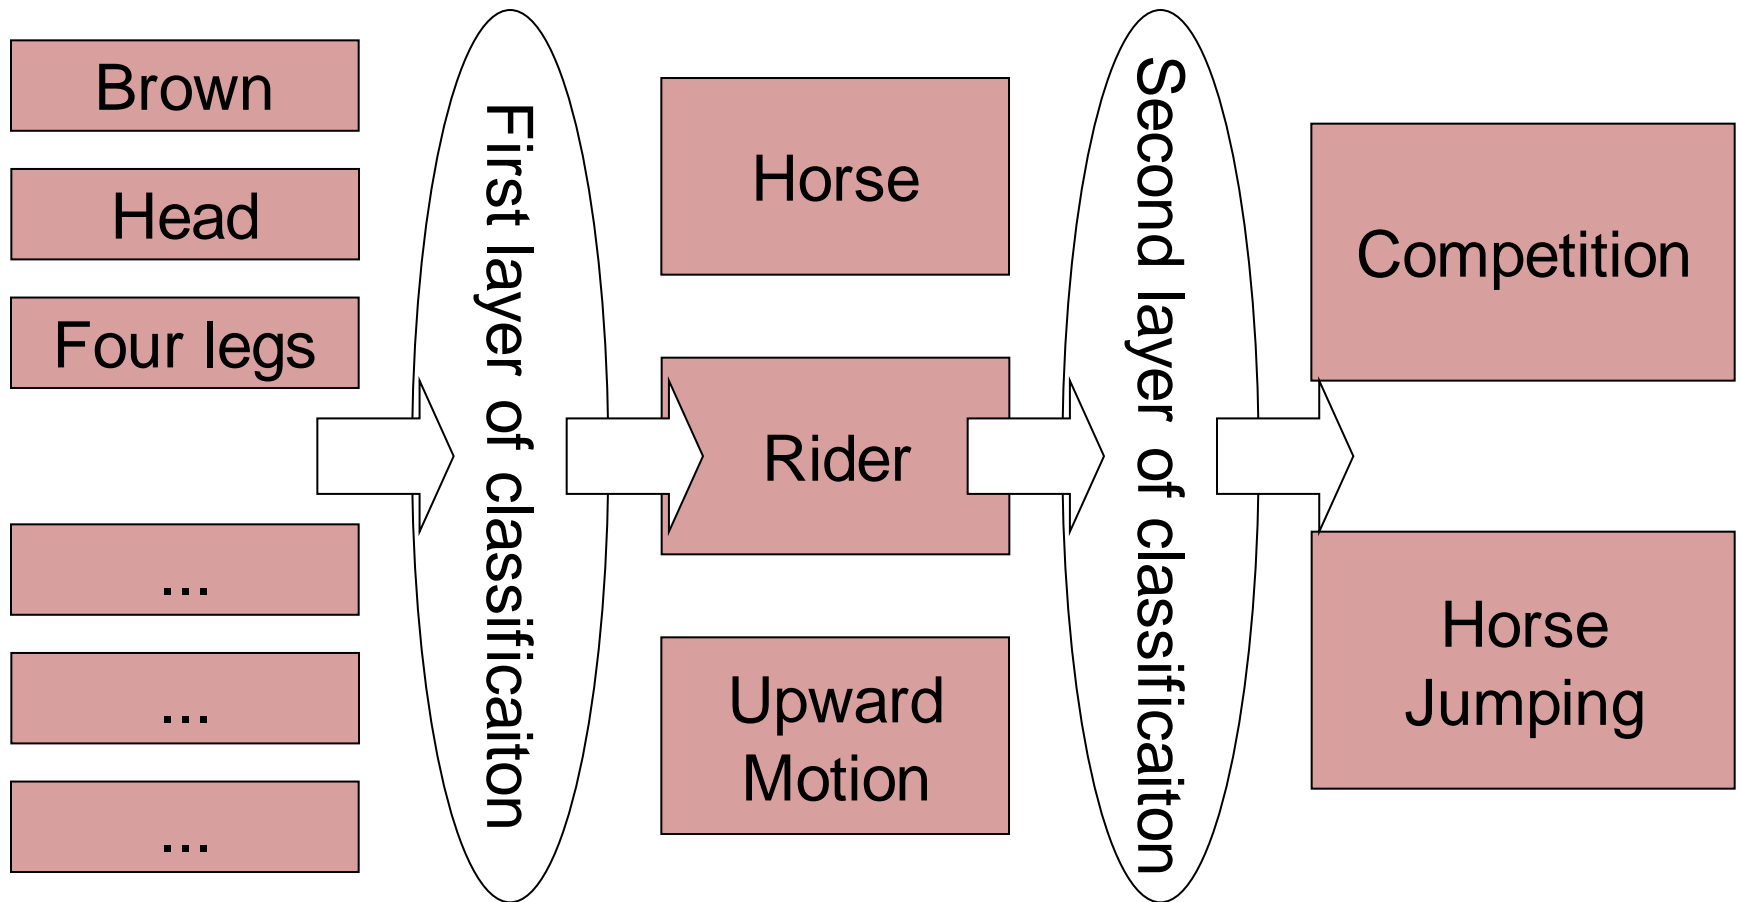 Brown
Head
Four legs
...
...
...
First layer of classificaiton
Horse
Rider
Upward
Motion
Second layer of classificaiton
Competition
Horse
Jumping